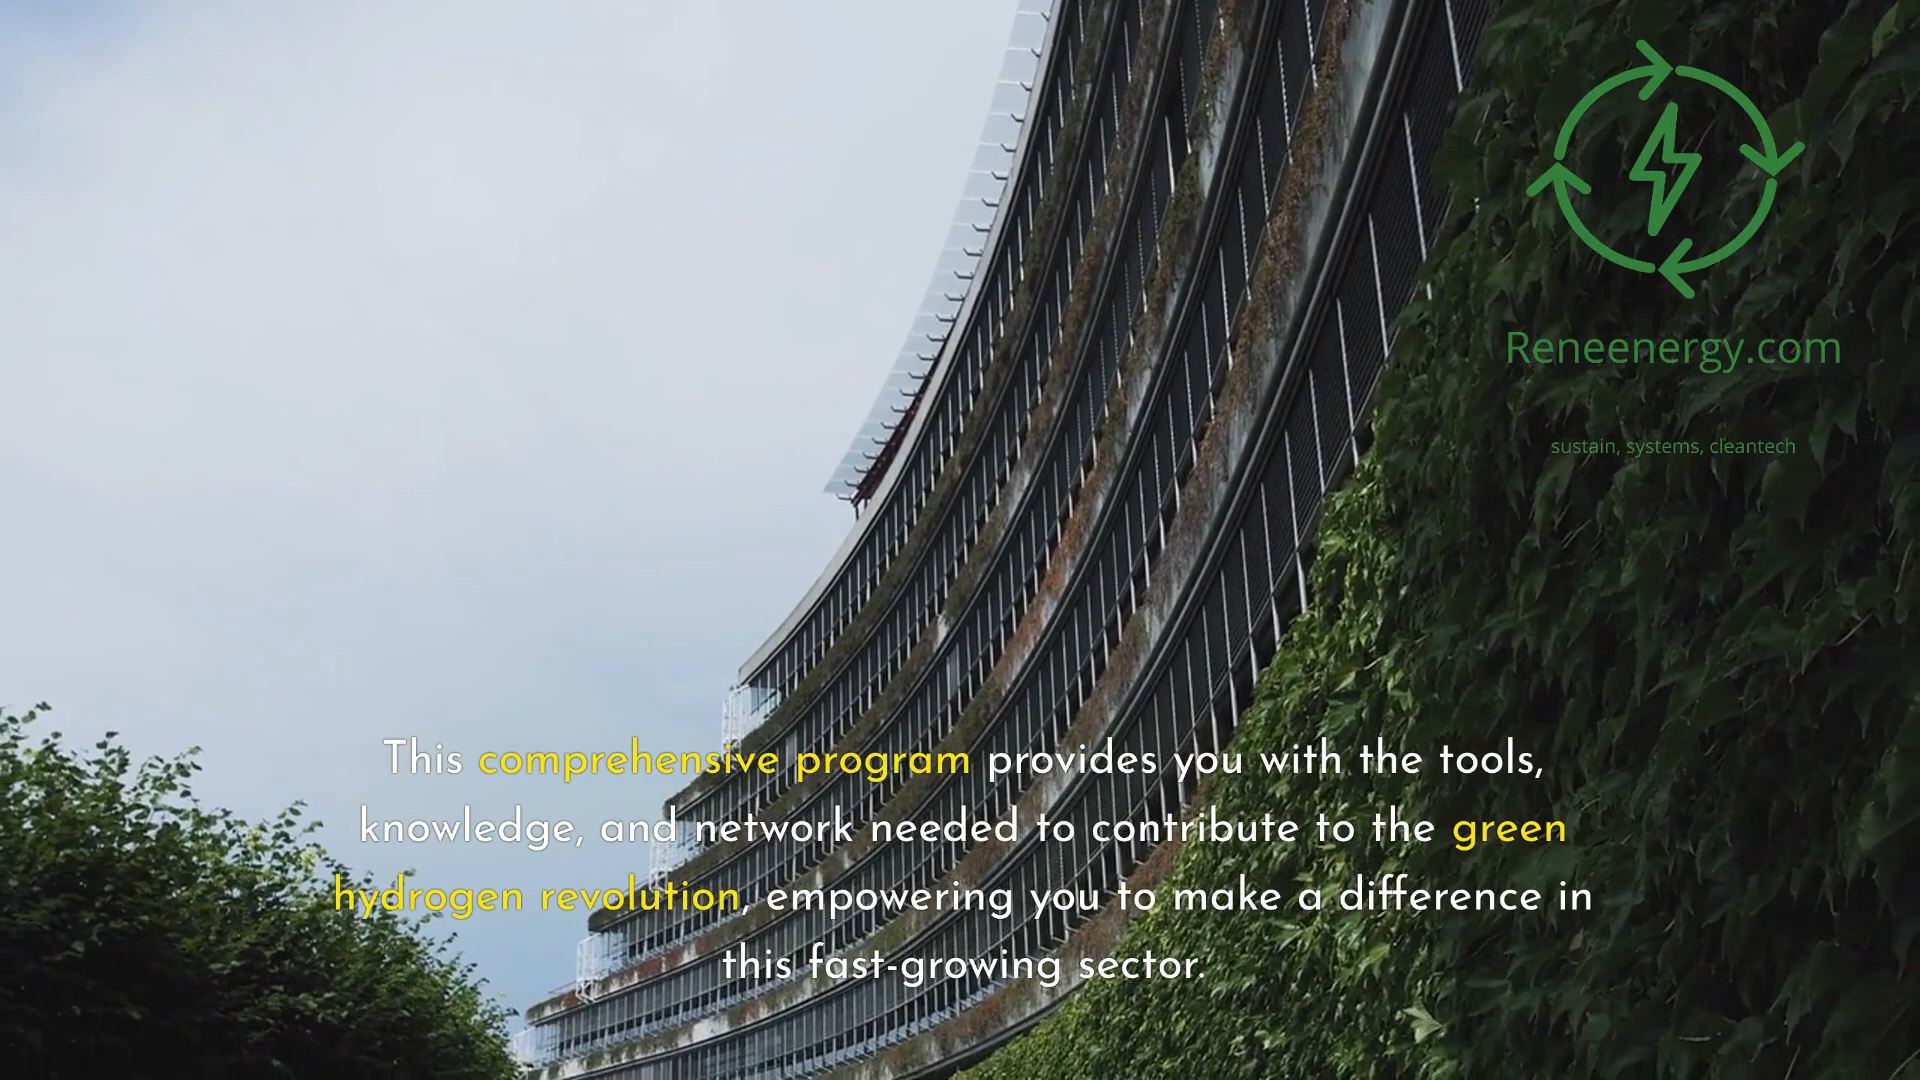 Reneenergy.com
sustain, systems, cleantech
This comprehensive program provides you with the tools,
knowledge, and network needed to contribute to the green
hydrogen revolution, empowering you to make a difference in
this fast-growing sector.